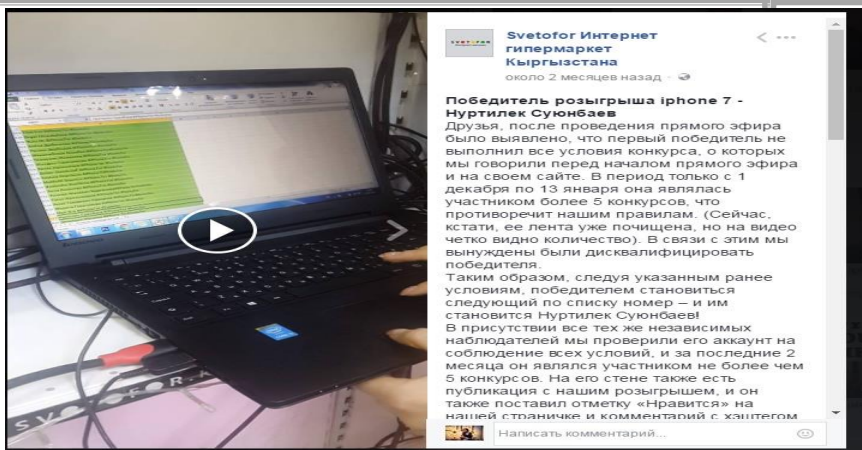 Svetofor Интернет
гипермаркет
Кыргызстана
около 2 месяцев назад ·
Победитель розыгрыша iphone 7 -
Нуртилек Суюнбаев
Друзья, после проведения прямого эфира
было выявлено, что первый победитель не
выполнил все условия конкурса, о которых
мы говорили перед началом прямого эфира
и на своем сайте. В период только с 1
декабря по 13 января она являлась
участником более 5 конкурсов, что
противоречит нашим правилам. (Сейчас,
кстати, ее лента уже почищена, но на видео
четко видно количество). В связи с этим мы
вынуждены были дисквалифицировать
победителя.
Таким образом, следуя указанным ранее
условиям, победителем становиться
следующий по списку номер – и им
становится Нуртилек Суюнбаев!
В присутствии все тех же независимых
наблюдателей мы проверили его аккаунт на
соблюдение всех условий, и за последние 2
месяца он являлся участником не более чем
5 конкурсов. На его стене также есть
публикация с нашим розыгрышем, и он
также поставил отметку «Нравится» на
нашей страничке и комментарий с хэштегом
Написать комментарий...